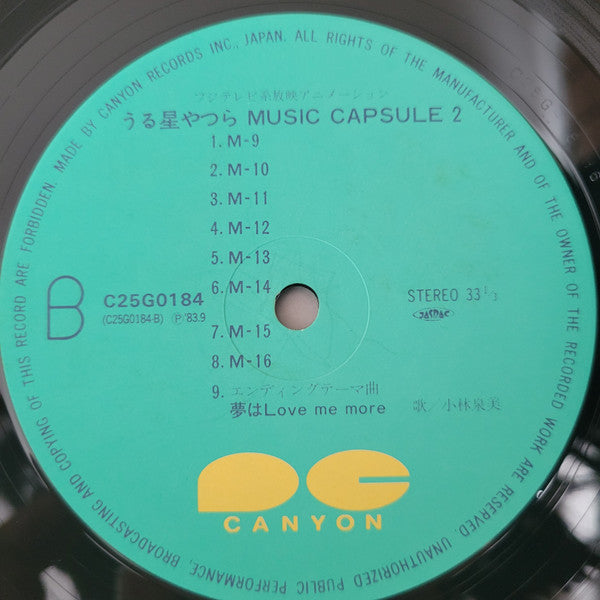 MADE BY CANYON RECORDS INC., JAPAN. ALL RIGHTS OF THE MANUFACTURER AND OF THE OWNER OF THE RECORDED WORK ARE RESERVED. UNAUTHORIZED PUBLIC PERFORMANCE, BROADCASTING AND COPYING OF THIS RECORD ARE FORBIDDEN.
フジテレビ系放映アニメーション
うる星やつら MUSIC CAPSULE 2
1. M-9
2. M-10
3. M-11
4. M-12
5. M-13
6. M-14
7. M-15
8. M-16
9. エンディングテーマ曲
夢はLove me more 歌／小林泉美
B
C25G0184
(C25G0184-B) Ⓟ'83.9
STEREO 33 1/3
JASRAC
CANYON